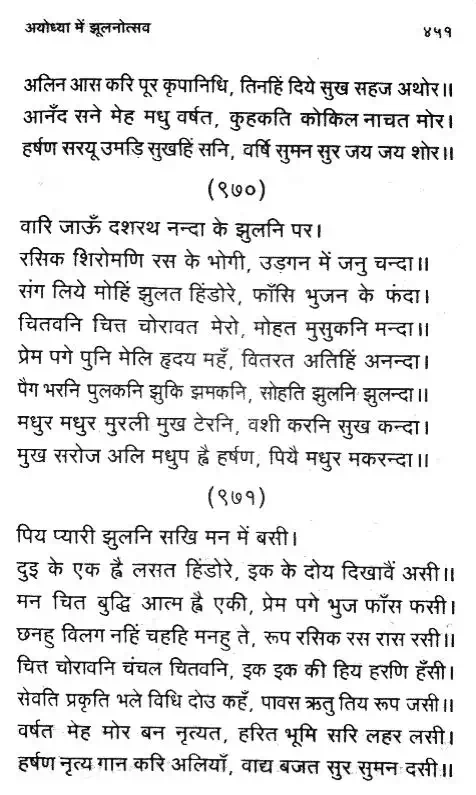 अयोध्या में झूलनोत्सव ४५१
अलिन आस करि पूर कृपानिधि, तिनहिं दिये सुख सहज अथोर॥
आनँद सने मेह मधु वर्षत, कुहकति कोकिल नाचत मोर।
हर्षण सरयू उमड़ि सुखहिं सनि, वर्षि सुमन सुर जय जय शोर॥
(९७०)
वारि जाऊँ दशरथ नन्दा के झुलनि पर।
रसिक शिरोमणि रस के भोगी, उड़गन में जनु चन्दा॥
संग लिये मोहिं झुलत हिंडोरे, फाँसि भुजन के फंदा।
चितवनि चित्त चोरावत मेरो, मोहत मुसुकनि मन्दा॥
प्रेम पगे पुनि मेलि हृदय महँ, वितरत अतिहिं अनन्दा।
पैग भरनि पुलकनि झुकि झमकनि, सोहति झुलनि झुलन्दा॥
मधुर मधुर मुरली मुख टेरनि, वशी करनि सुख कन्दा।
मुख सरोज अलि मधुप ह्वै हर्षण, पियै मधुर मकरन्दा॥
(९७१)
पिय प्यारी झुलनि सखि मन में बसी।
दुइ के एक ह्वै लसत हिंडोरे, इक के दोय दिखावैं असी॥
मन चित बुद्धि आत्म ह्वै एकी, प्रेम पगे भुज फाँस फसी।
छनहु विलग नहिं चहहि मनहु ते, रूप रसिक रस रास रसी॥
चित्त चोरावनि चंचल चितवनि, इक इक की हिय हरणि हँसी।
सेवति प्रकृति भले विधि दोउ कहँ, पावस ऋतु तिय रूप जसी॥
वर्षत मेह मोर बन नृत्यत, हरित भूमि सरि लहर लसी।
हर्षण नृत्य गान करि अलियाँ, वाद्य बजत सुर सुमन दसी॥